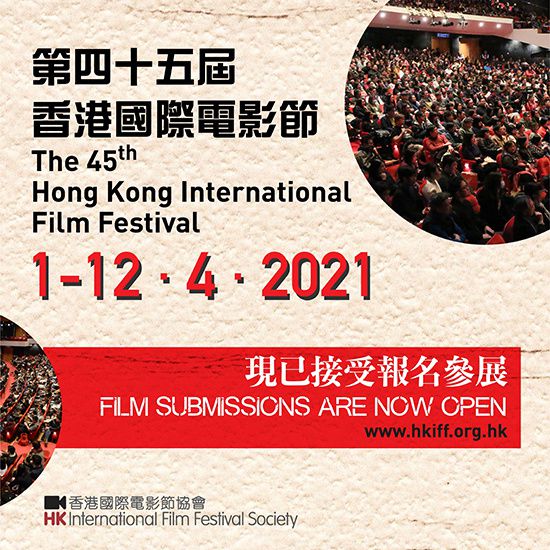 第四十五屆
香港國際電影節
The 45th
Hong Kong International
Film Festival
1-12 · 4 · 2021
現已接受報名參展
FILM SUBMISSIONS ARE NOW OPEN
www.hkiff.org.hk
香港國際電影節協會
HK International Film Festival Society